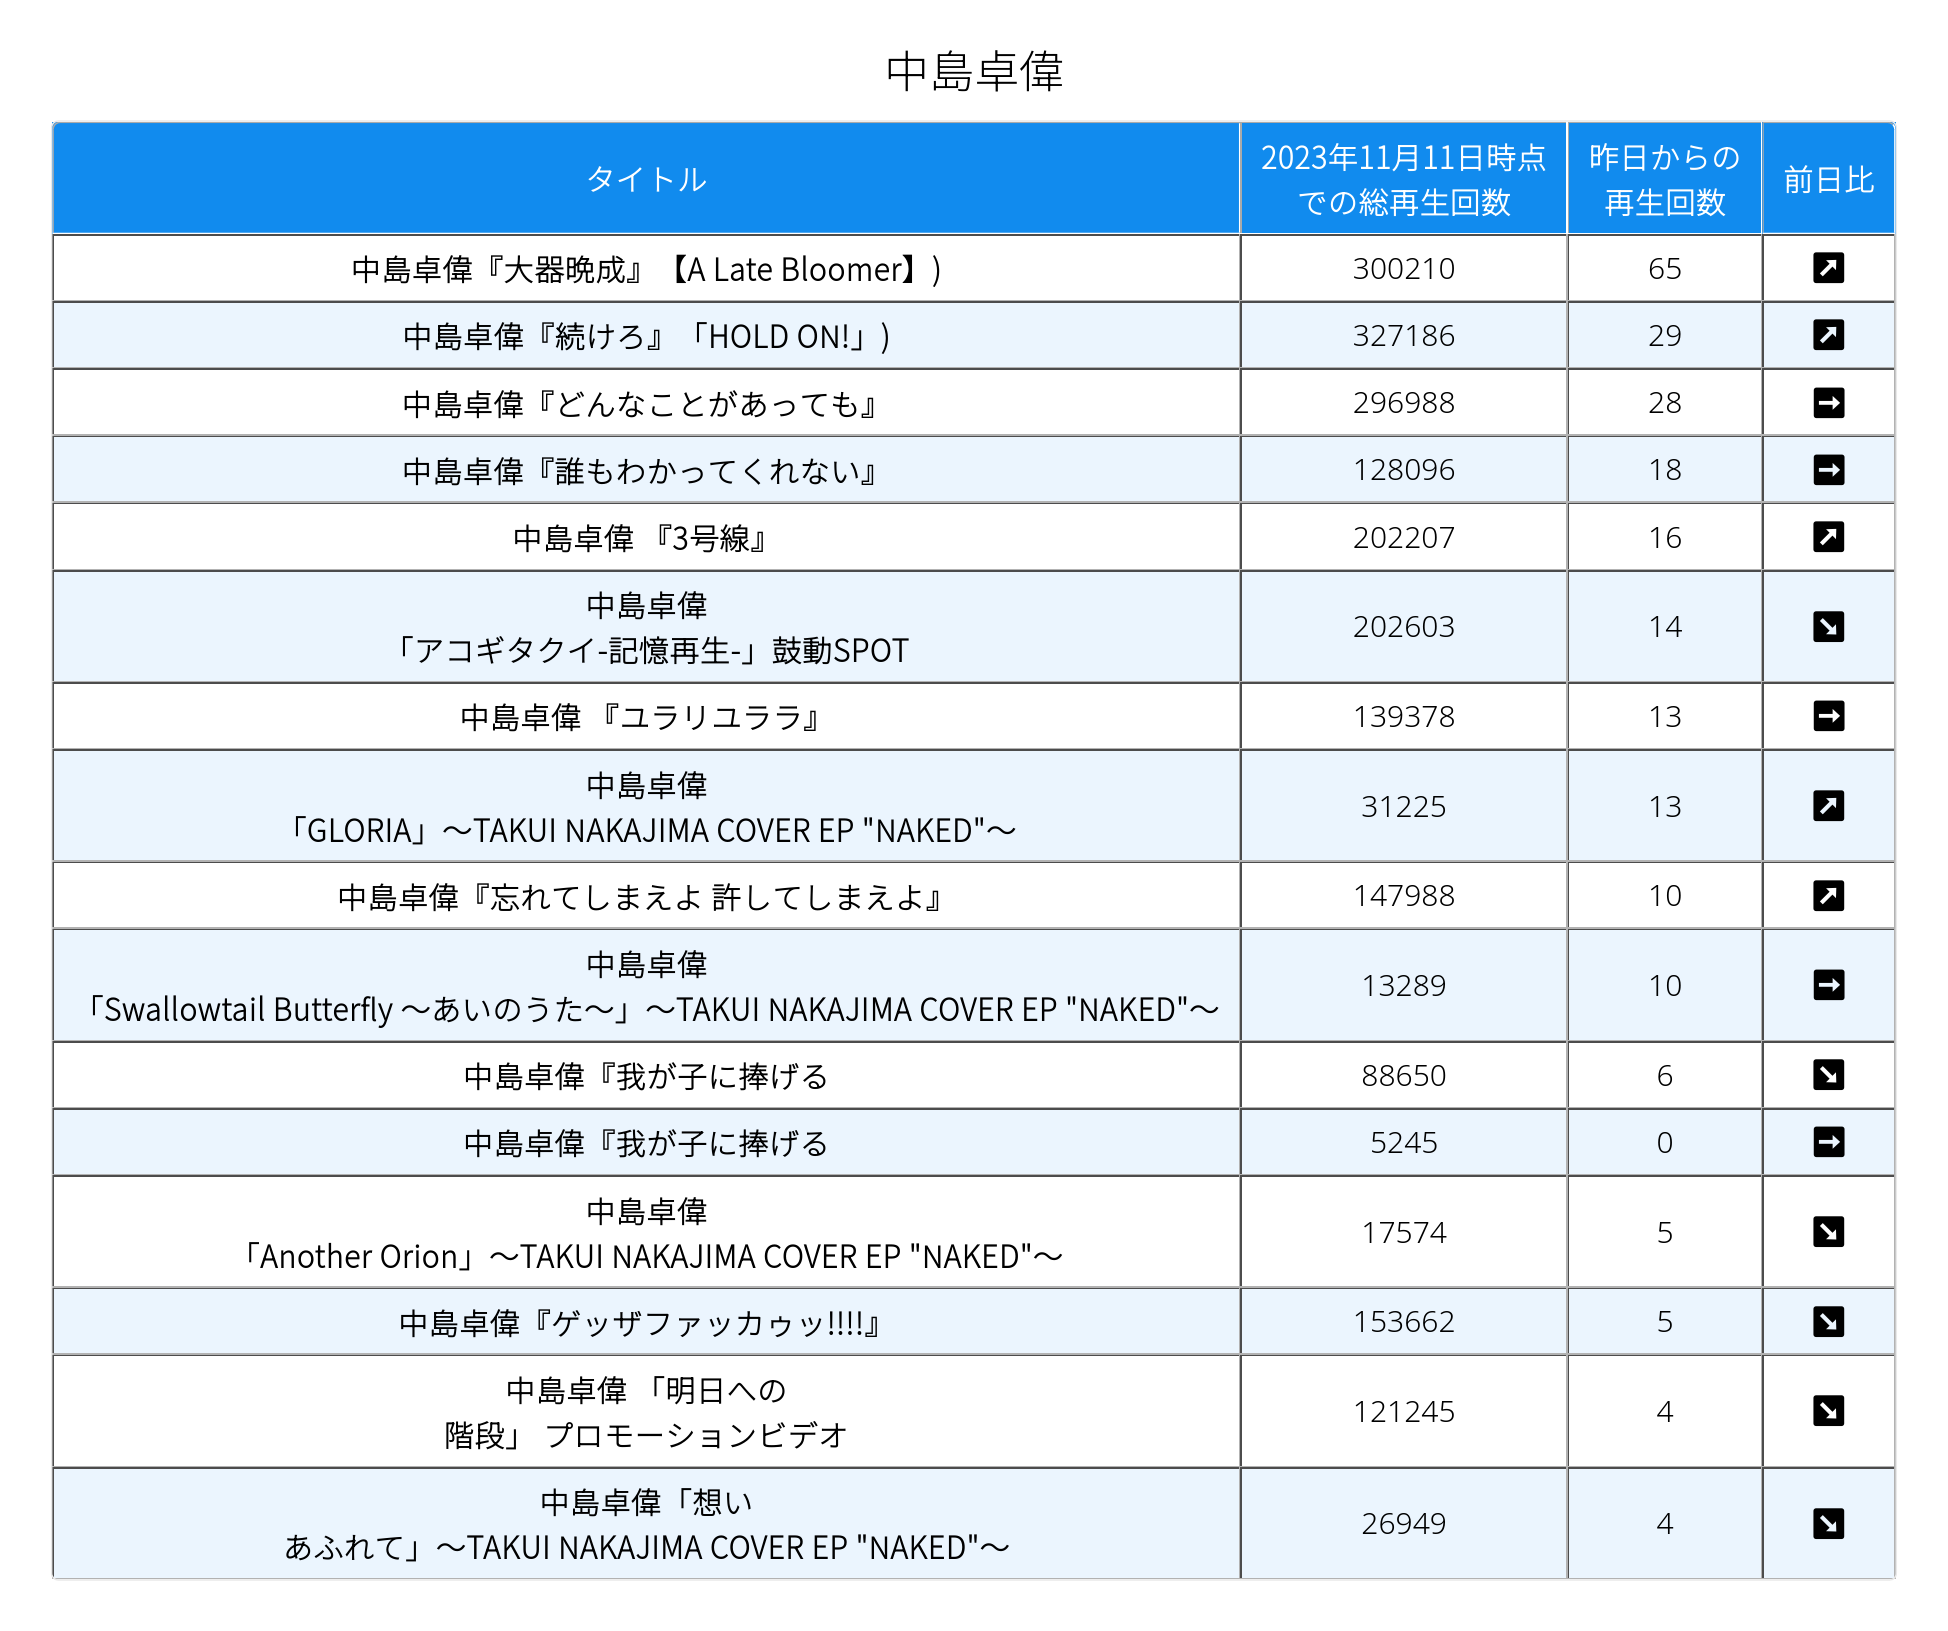 中島卓偉
タイトル
2023年11月11日時点
での総再生回数
昨日からの
再生回数
前日比
中島卓偉『大器晩成』【A Late Bloomer】)
300210
65
中島卓偉『続けろ』「HOLD ON!」)
327186
29
中島卓偉『どんなことがあっても』
296988
28
中島卓偉『誰もわかってくれない』
128096
18
中島卓偉 『3号線』
202207
16
中島卓偉
「アコギタクイ-記憶再生-」鼓動SPOT
202603
14
中島卓偉 『ユラリユララ』
139378
13
中島卓偉
「GLORIA」～TAKUI NAKAJIMA COVER EP "NAKED"～
31225
13
中島卓偉『忘れてしまえよ 許してしまえよ』
147988
10
中島卓偉
「Swallowtail Butterfly ～あいのうた～」～TAKUI NAKAJIMA COVER EP "NAKED"～
13289
10
中島卓偉『我が子に捧げる
88650
6
中島卓偉『我が子に捧げる
5245
0
中島卓偉
「Another Orion」～TAKUI NAKAJIMA COVER EP "NAKED"～
17574
5
中島卓偉『ゲッザファッカゥッ!!!!』
153662
5
中島卓偉 「明日への
階段」 プロモーションビデオ
121245
4
中島卓偉「想い
あふれて」～TAKUI NAKAJIMA COVER EP "NAKED"～
26949
4